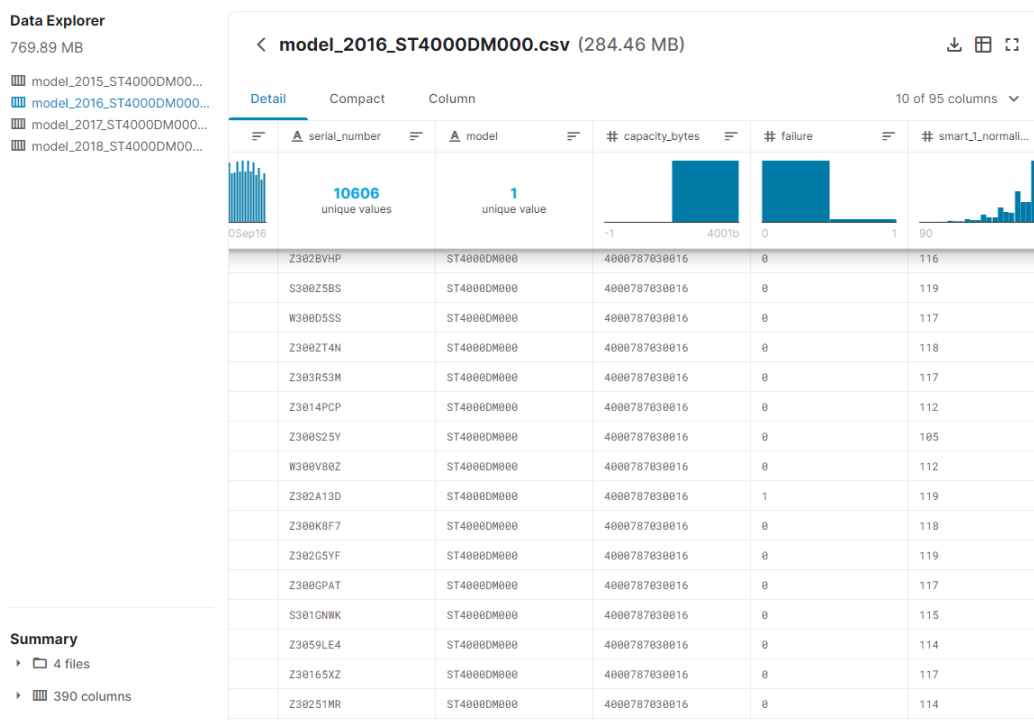 Data Explorer
769.89 MB
model_2015_ST4000DM00...
model_2016_ST4000DM000...
model_2017_ST4000DM000...
model_2018_ST4000DM00...
Summary
4 files
390 columns
model_2016_ST4000DM000.csv (284.46 MB)
Detail Compact Column 10 of 95 columns
A serial_number A model # capacity_bytes # failure # smart_1_normali...
10606 1
unique values unique value
0Sep16 -1 4001b 0 1 90
Z302BVHP ST4000DM000 4000787030016 0 116
S300Z5BS ST4000DM000 4000787030016 0 119
W300D5SS ST4000DM000 4000787030016 0 117
Z300ZT4N ST4000DM000 4000787030016 0 118
Z303R53M ST4000DM000 4000787030016 0 117
Z3014PCP ST4000DM000 4000787030016 0 112
Z300S25Y ST4000DM000 4000787030016 0 105
W300V80Z ST4000DM000 4000787030016 0 112
Z302A13D ST4000DM000 4000787030016 1 119
Z300K8F7 ST4000DM000 4000787030016 0 118
Z302G5YF ST4000DM000 4000787030016 0 119
Z300GPAT ST4000DM000 4000787030016 0 117
S301GNWK ST4000DM000 4000787030016 0 115
Z3059LE4 ST4000DM000 4000787030016 0 114
Z30165XZ ST4000DM000 4000787030016 0 117
Z30251MR ST4000DM000 4000787030016 0 114